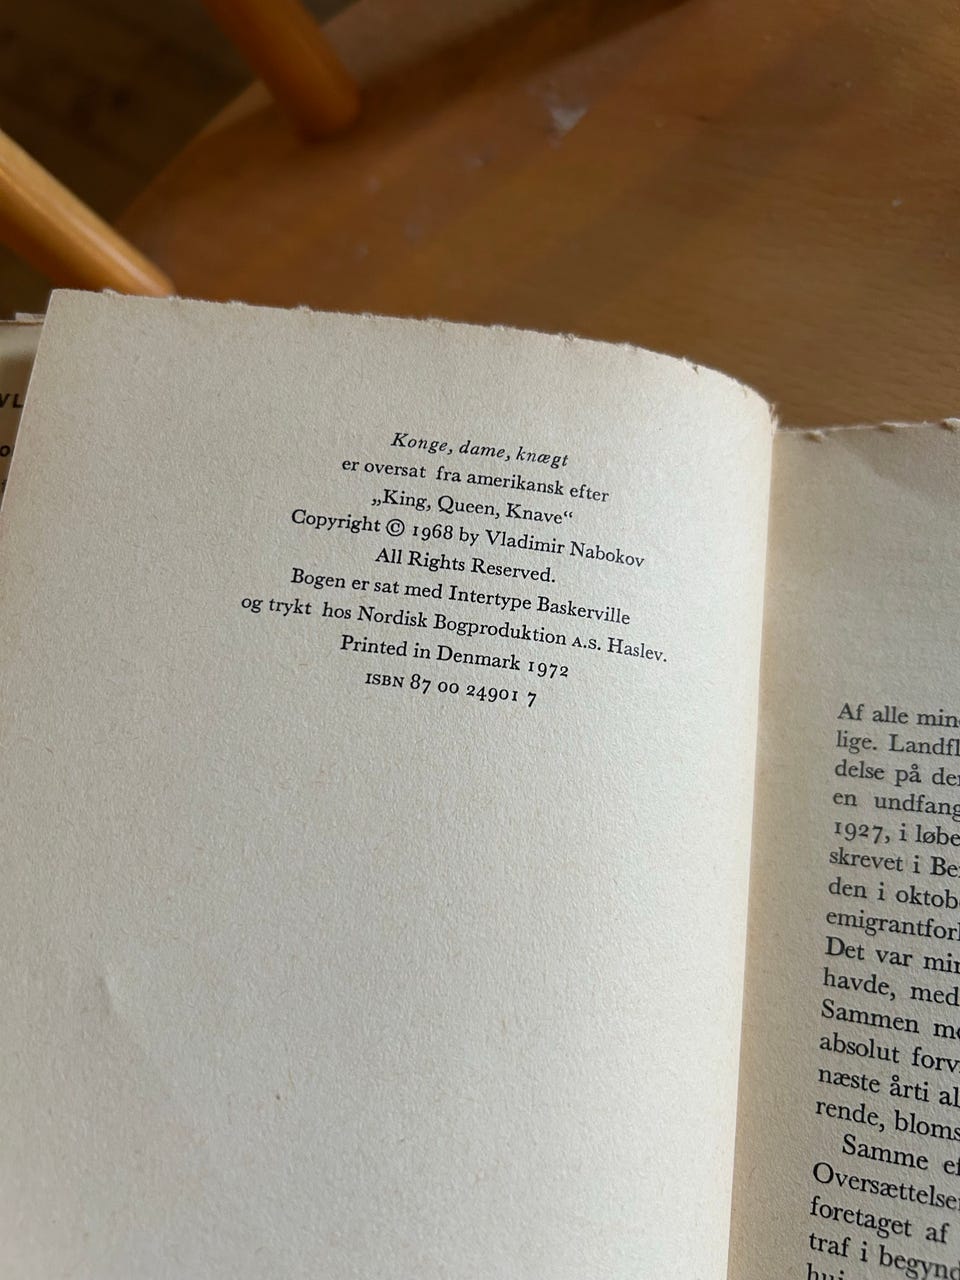 Konge, dame, knægt
er oversat fra amerikansk efter
„King, Queen, Knave“
Copyright © 1968 by Vladimir Nabokov
All Rights Reserved.
Bogen er sat med Intertype Baskerville
og trykt hos Nordisk Bogproduktion A.S. Haslev.
Printed in Denmark 1972
ISBN 87 00 24901 7
Af alle min
lige. Landfl
delse på de
en undfang
1927, i løbe
skrevet i Be
den i oktob
emigrantfor
Det var min
havde, med
Sammen m
absolut forv
næste årti al
rende, bloms
Samme ef
Oversættelse
foretaget af
traf i begynd